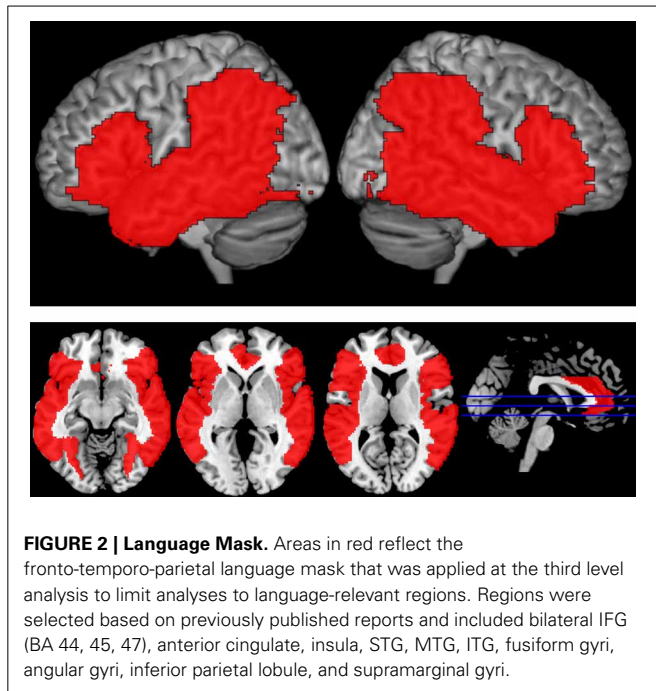 FIGURE 2 | Language Mask. Areas in red reflect the
fronto-temporo-parietal language mask that was applied at the third level
analysis to limit analyses to language-relevant regions. Regions were
selected based on previously published reports and included bilateral IFG
(BA 44, 45, 47), anterior cingulate, insula, STG, MTG, ITG, fusiform gyri,
angular gyri, inferior parietal lobule, and supramarginal gyri.